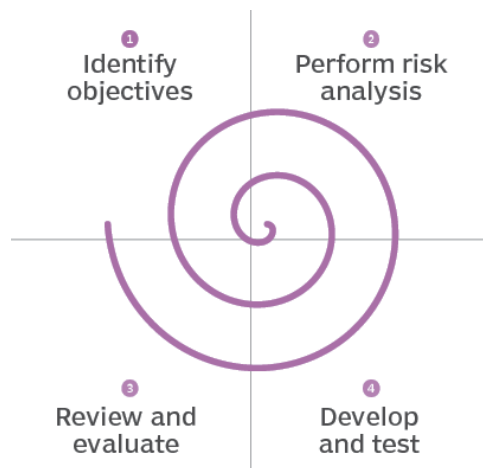 1
Identify
objectives
2
Perform risk
analysis
3
Review and
evaluate
4
Develop
and test